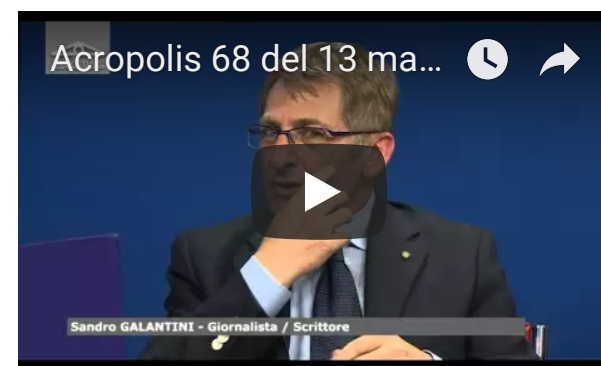 Acropolis 68 del 13 ma...
Sandro GALANTINI - Giornalista / Scrittore